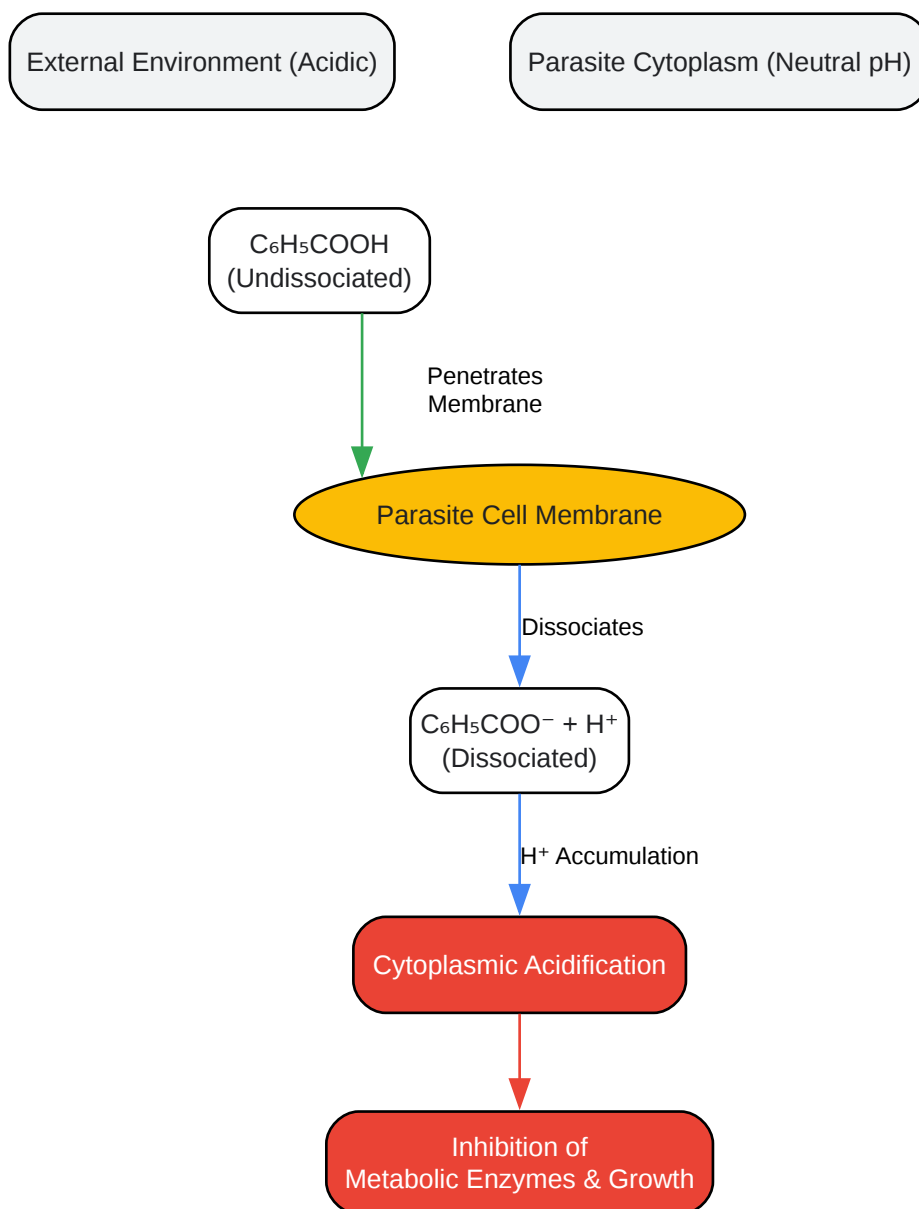 External Environment (Acidic)
Parasite Cytoplasm (Neutral pH)
C₆H₅COOH
(Undissociated)
Penetrates
Membrane
Parasite Cell Membrane
Dissociates
C₆H₅COO⁻ + H⁺
(Dissociated)
H⁺ Accumulation
Cytoplasmic Acidification
Inhibition of
Metabolic Enzymes & Growth